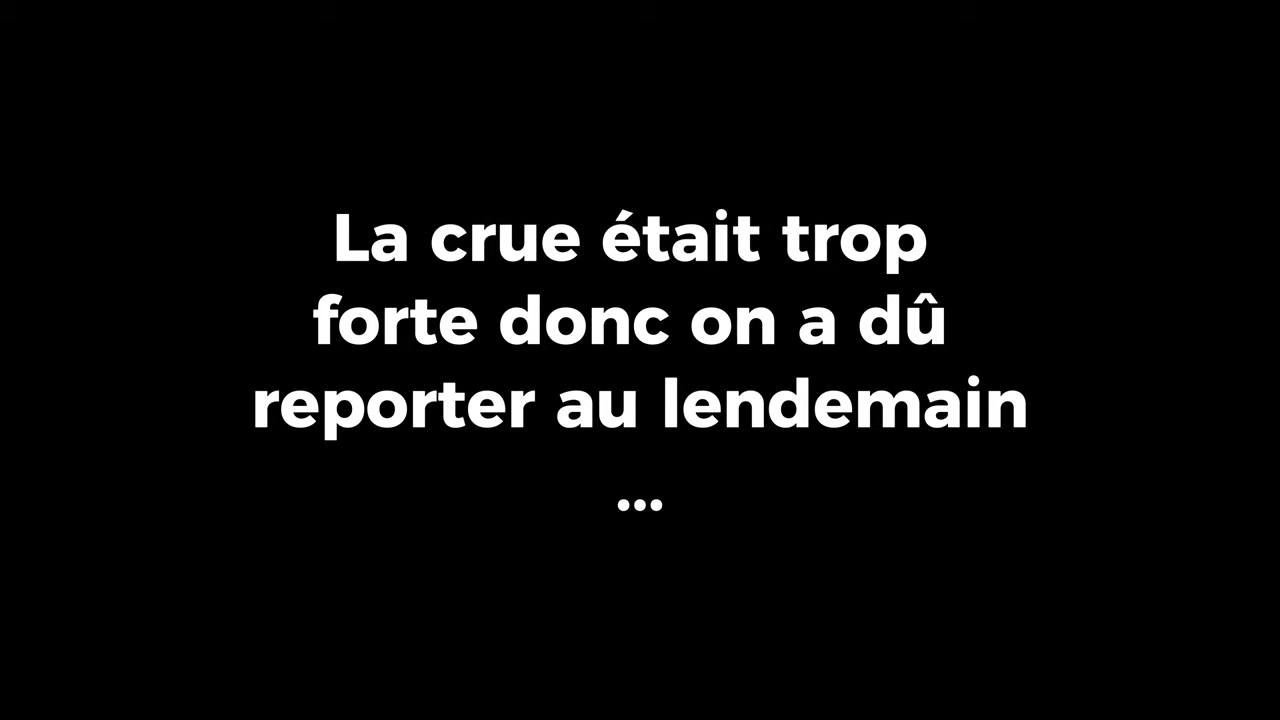 La crue était trop
forte donc on a dû
reporter au lendemain
...